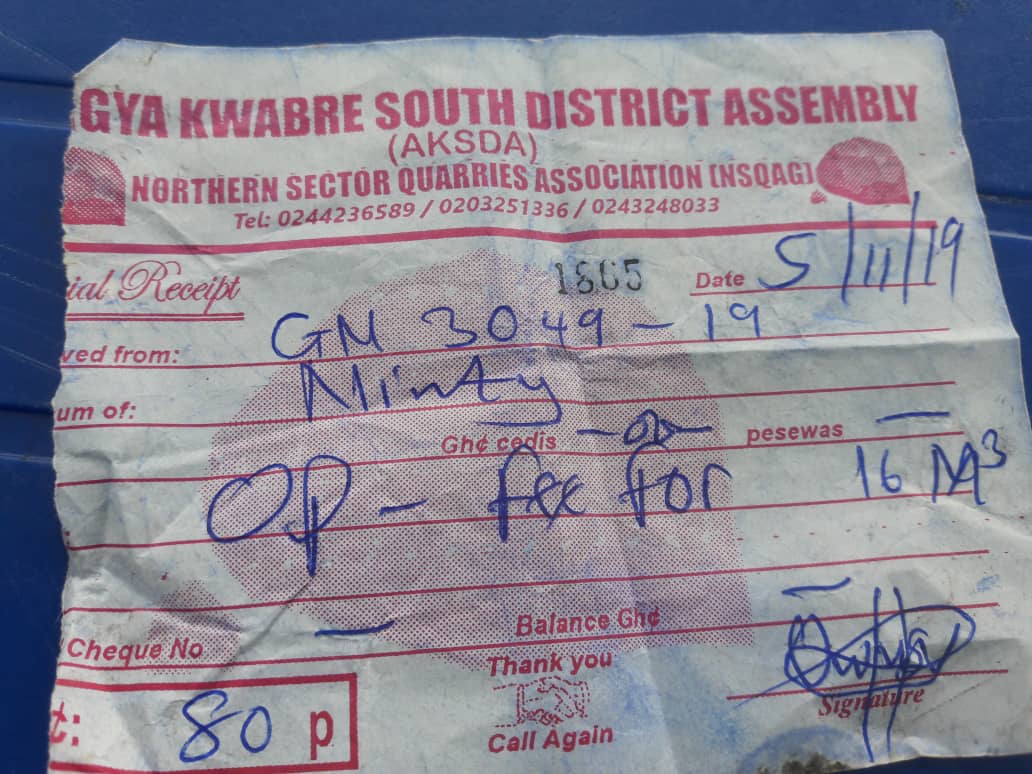 GYA KWABRE SOUTH DISTRICT ASSEMBLY
(AKSDA)
NORTHERN SECTOR QUARRIES ASSOCIATION [NSQAG]
Tel: 0244236589 / 0203251336 / 0243248033
ial Receipt 1865 Date 5/11/19
ved from: GM 3049 - 19
um of: Minty
Gh¢ cedis pesewas —
OP - fee for 16 M³
Cheque No — Balance Gh¢ —
Thank you
t: 80 p
Call Again
Signature